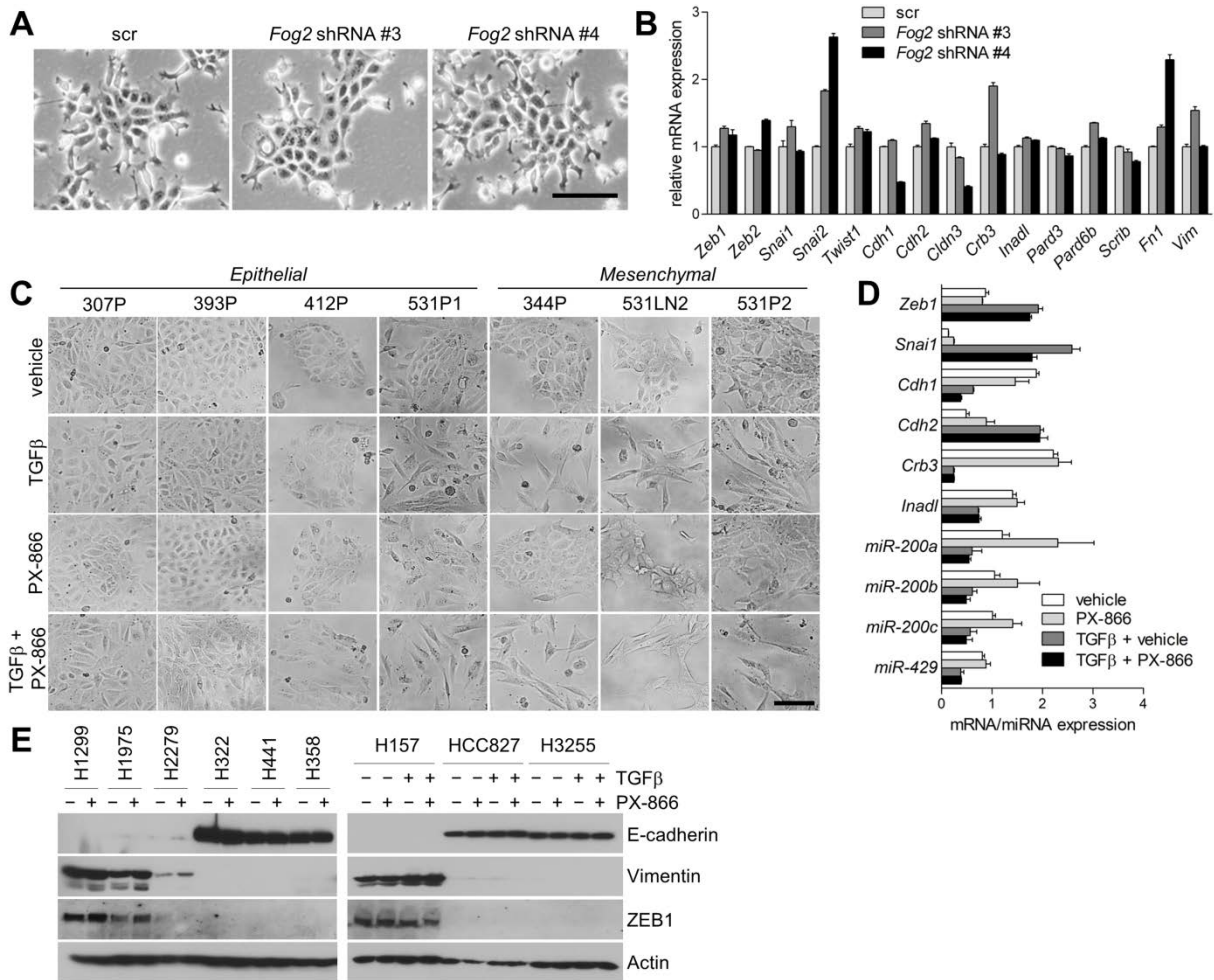 A
scr
Fog2 shRNA #3
Fog2 shRNA #4
B
relative mRNA expression
3
2
1
0
scr
Fog2 shRNA #3
Fog2 shRNA #4
Zeb1
Zeb2
Snai1
Snai2
Twist1
Cdh1
Cdh2
Cldn3
Crb3
Inadl
Pard3
Pard6b
Scrib
Fn1
Vim
C
Epithelial
Mesenchymal
307P 393P 412P 531P1 344P 531LN2 531P2
vehicle
TGFβ
PX-866
TGFβ +
PX-866
D
Zeb1
Snai1
Cdh1
Cdh2
Crb3
Inadl
miR-200a
miR-200b
miR-200c
miR-429
vehicle
PX-866
TGFβ + vehicle
TGFβ + PX-866
0 1 2 3 4
mRNA/miRNA expression
E
H1299
H1975
H2279
H322
H441
H358
– + – + – + – + – + – +
H157 HCC827 H3255
– – + + – – + + – – + + TGFβ
– + – + – + – + – + – + PX-866
E-cadherin
Vimentin
ZEB1
Actin